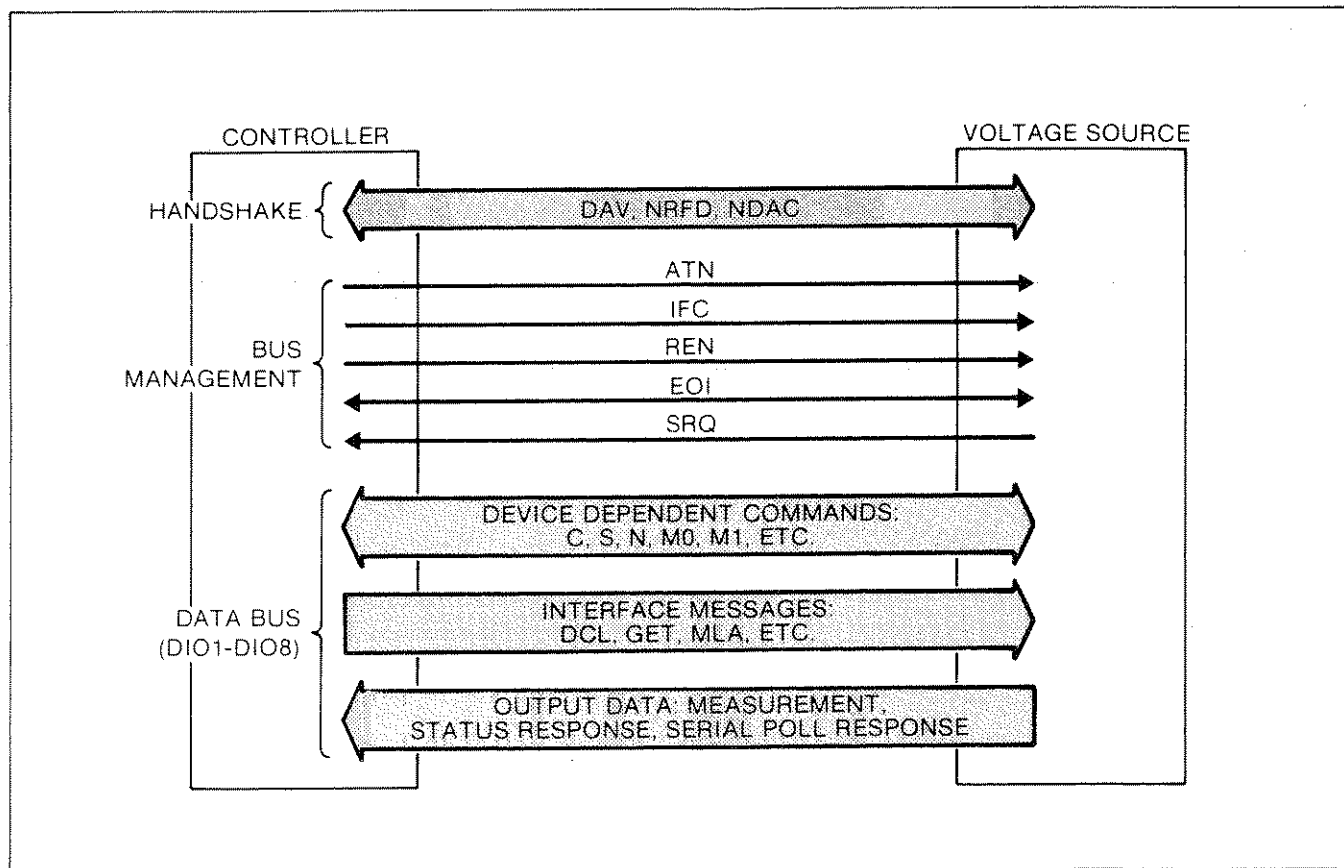 CONTROLLER
VOLTAGE SOURCE
HANDSHAKE
DAV, NRFD, NDAC
BUS
MANAGEMENT
ATN
IFC
REN
EOI
SRQ
DATA BUS
(DIO1-DIO8)
DEVICE DEPENDENT COMMANDS:
C, S, N, M0, M1, ETC.
INTERFACE MESSAGES:
DCL, GET, MLA, ETC.
OUTPUT DATA: MEASUREMENT,
STATUS RESPONSE, SERIAL POLL RESPONSE